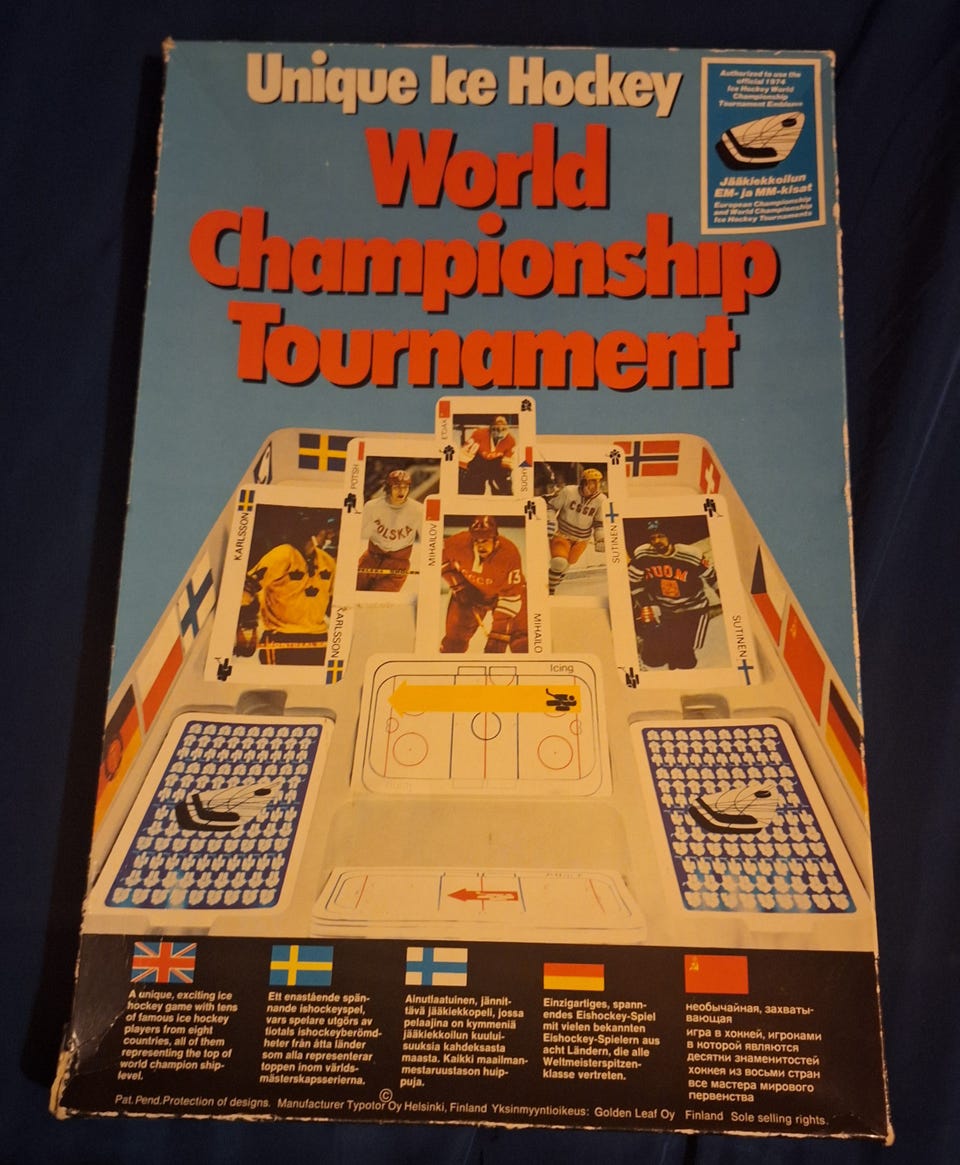 Unique Ice Hockey
World
Championship
Tournament
Authorized to use the
official 1974
Ice Hockey World
Championship
Tournament Emblems
Jääkiekkoilun
EM- ja MM-kisat
European Championship
and World Championship
Ice Hockey Tournaments
SUCHY
POLSKA
CCCP
MIHAILOV
13
CCCP
KARLSSON
KARLSSON
SUTINEN
SUOMI
SUTINEN
MIHAILO
Icing
A unique, exciting ice
hockey game with tens
of famous ice hockey
players from eight
countries, all of them
representing the top of
world champion ship-
level.
Ett enastående spän-
nande ishockeyspel,
vars spelare utgörs av
tiotals ishockeyberömd-
heter från åtta länder
som alla representerar
toppen inom världs-
mästerskapsserierna.
Ainutlaatuinen, jännit-
tävä jääkiekkopeli, jossa
pelaajina on kymmeniä
jääkiekkoilun kuului-
suuksia kahdeksasta
maasta. Kaikki maailman-
mestaruustason huip-
puja.
Einzigartiges, spann-
endes Eishockey-Spiel
mit vielen bekannten
Eishockey-Spielern aus
acht Ländern, die alle
Weltmeisterspitzen-
klasse vertreten.
необычайная, захваты-
вающая
игра в хоккей, игроками
в которой являются
десятки знаменитостей
хоккея из восьми стран
все мастера мирового
первенства
Pat. Pend. Protection of designs. Manufacturer Typotor © Oy Helsinki, Finland Yksinmyyntioikeus: Golden Leaf Oy Finland Sole selling rights.